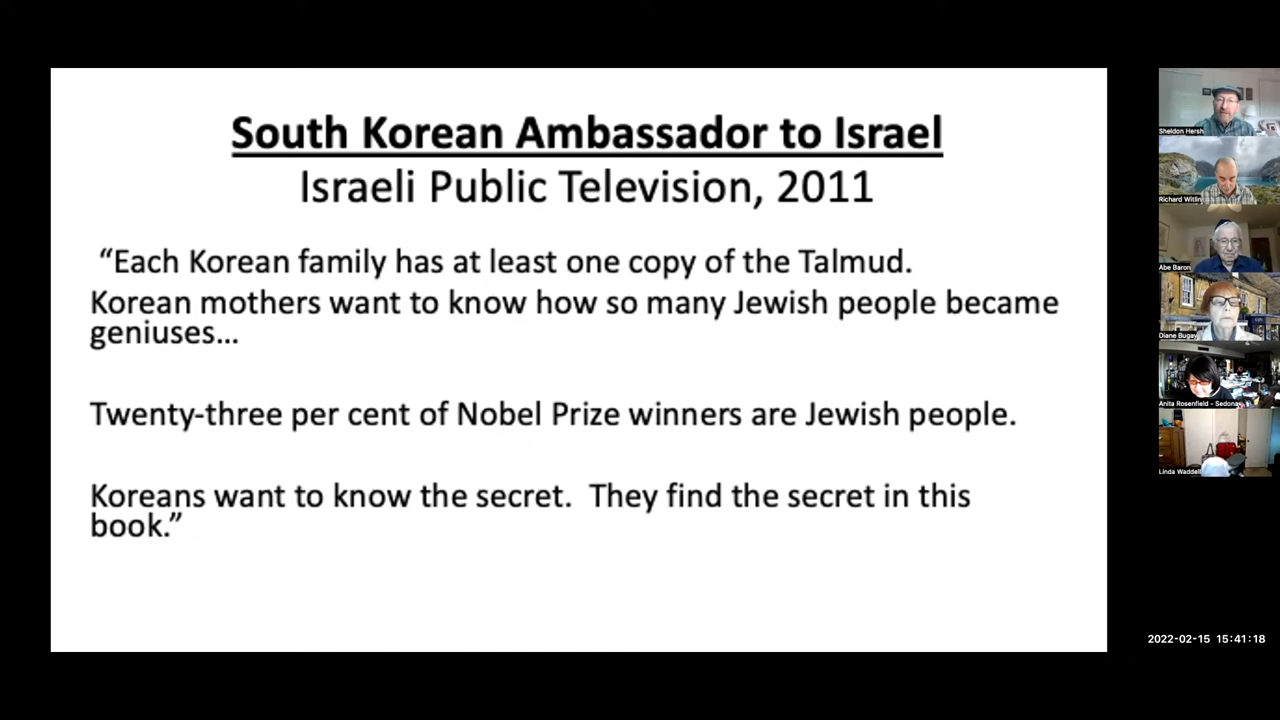 South Korean Ambassador to Israel
Israeli Public Television, 2011
“Each Korean family has at least one copy of the Talmud.
Korean mothers want to know how so many Jewish people became
geniuses…
Twenty-three per cent of Nobel Prize winners are Jewish people.
Koreans want to know the secret.  They find the secret in this
book.”
Sheldon Hersh
Richard Witlin
Abe Baron
Diane Bugay
Anita Rosenfield - Sedona
Linda Waddell
2022-02-15 15:41:18